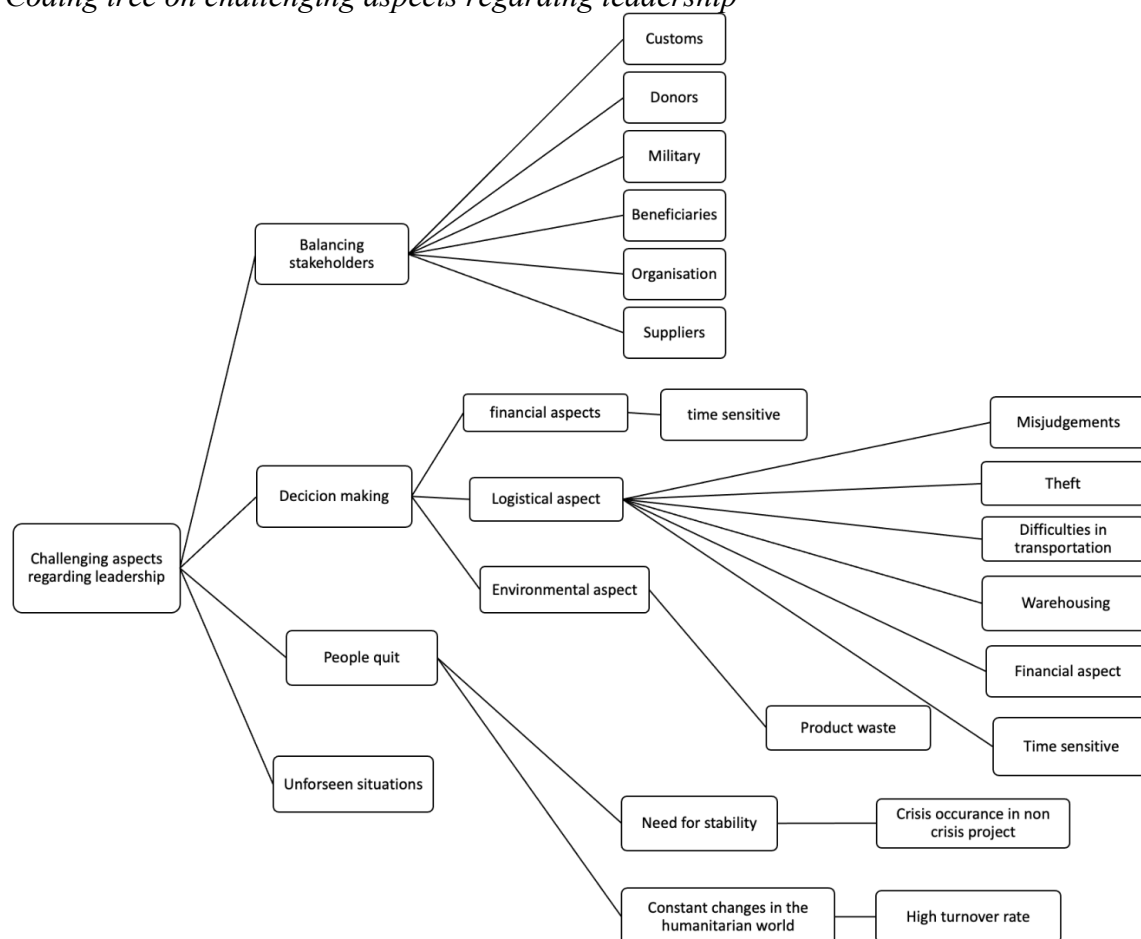 Coding tree on challenging aspects regarding leadership
Customs
Donors
Military
Beneficiaries
Organisation
Suppliers
Balancing
stakeholders
financial aspects
time sensitive
Misjudgements
Theft
Difficulties in
transportation
Warehousing
Financial aspect
Time sensitive
Decicion making
Logistical aspect
Environmental aspect
Product waste
Challenging aspects
regarding leadership
People quit
Unforseen situations
Need for stability
Crisis occurance in non
crisis project
Constant changes in the
humanitarian world
High turnover rate